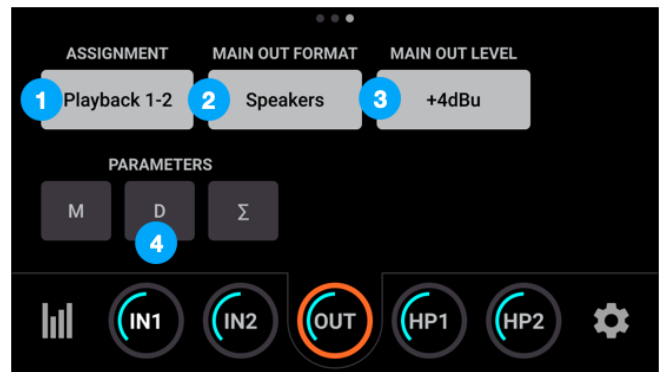 ASSIGNMENT MAIN OUT FORMAT MAIN OUT LEVEL
1 Playback 1-2 2 Speakers 3 +4dBu
PARAMETERS
M D Σ
4
IN1 IN2 OUT HP1 HP2